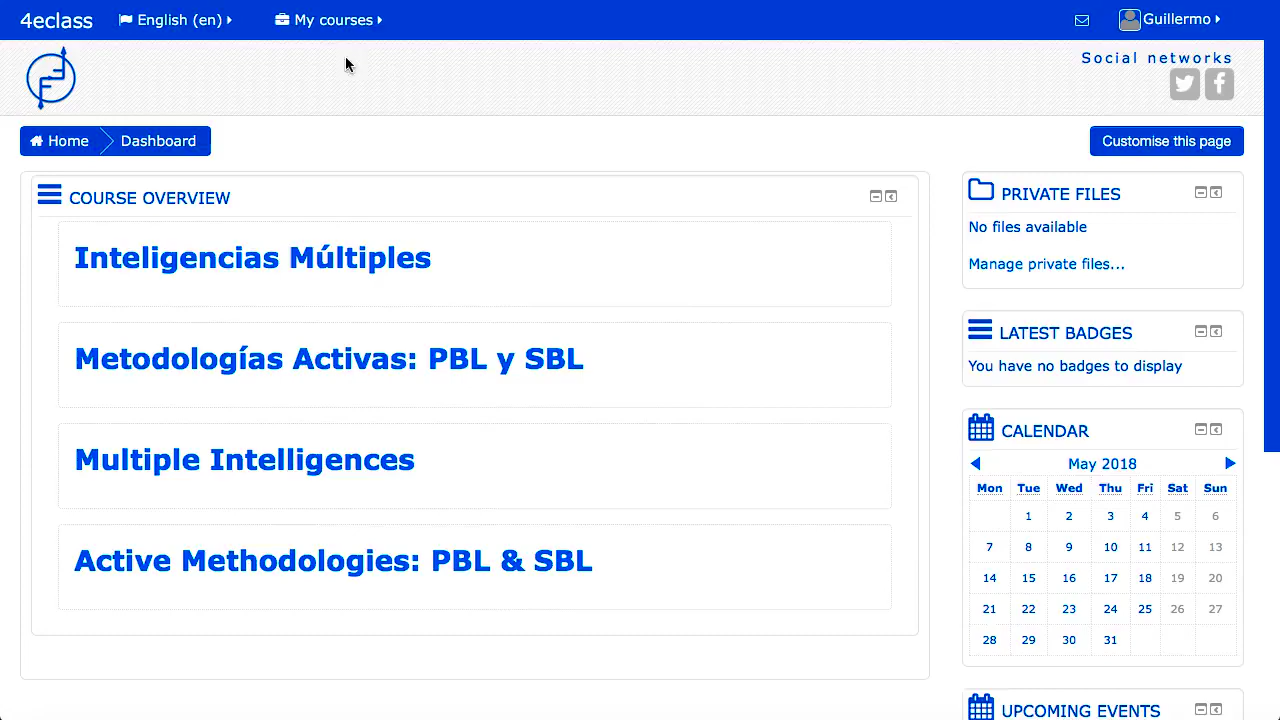 4eclass English (en) My courses Guillermo
Social networks
Home Dashboard
Customise this page
COURSE OVERVIEW
Inteligencias Múltiples
Metodologías Activas: PBL y SBL
Multiple Intelligences
Active Methodologies: PBL & SBL
PRIVATE FILES
No files available
Manage private files...
LATEST BADGES
You have no badges to display
CALENDAR
May 2018
Mon Tue Wed Thu Fri Sat Sun
1 2 3 4 5 6
7 8 9 10 11 12 13
14 15 16 17 18 19 20
21 22 23 24 25 26 27
28 29 30 31
UPCOMING EVENTS